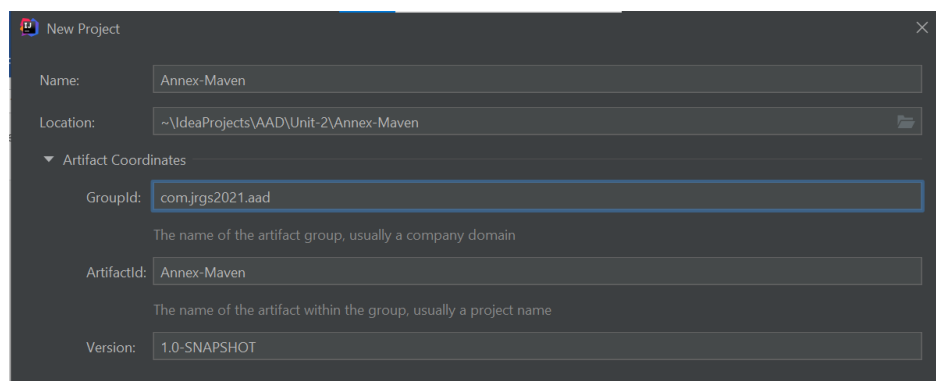 New Project
Name: Annex-Maven
Location: ~\IdeaProjects\AAD\Unit-2\Annex-Maven
Artifact Coordinates
GroupId: com.jrgs2021.aad
The name of the artifact group, usually a company domain
ArtifactId: Annex-Maven
The name of the artifact within the group, usually a project name
Version: 1.0-SNAPSHOT